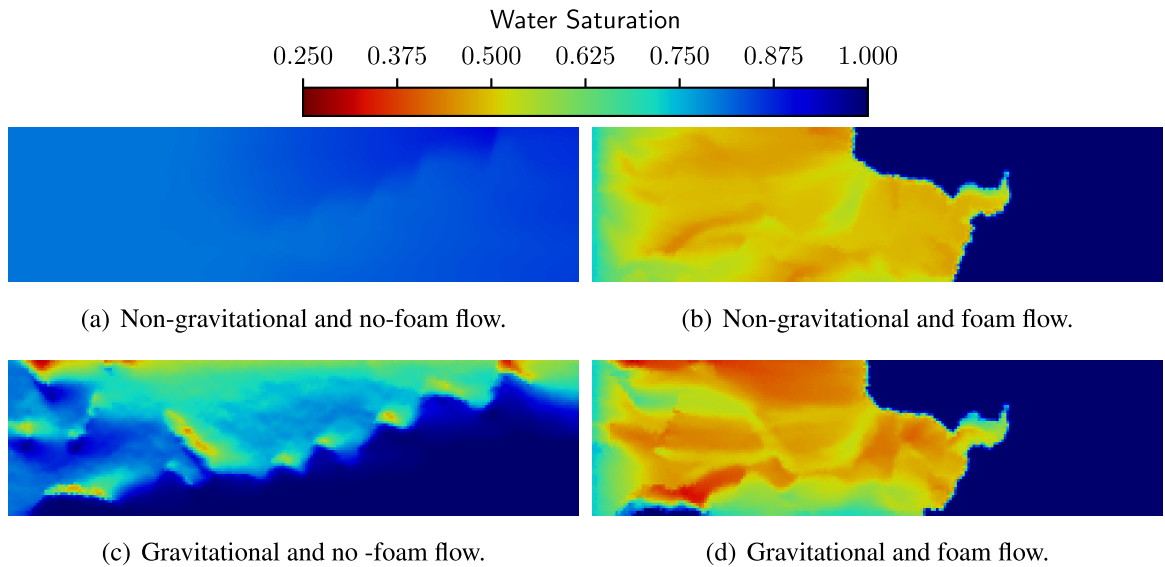 Water Saturation
0.250 0.375 0.500 0.625 0.750 0.875 1.000
(a) Non-gravitational and no-foam flow.
(b) Non-gravitational and foam flow.
(c) Gravitational and no -foam flow.
(d) Gravitational and foam flow.